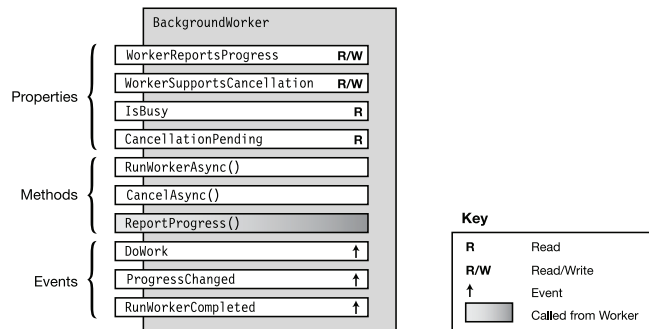 BackgroundWorker
Properties
WorkerReportsProgress R/W
WorkerSupportsCancellation R/W
IsBusy R
CancellationPending R
Methods
RunWorkerAsync()
CancelAsync()
ReportProgress()
Events
DoWork ↑
ProgressChanged ↑
RunWorkerCompleted ↑
Key
R Read
R/W Read/Write
↑ Event
Called from Worker